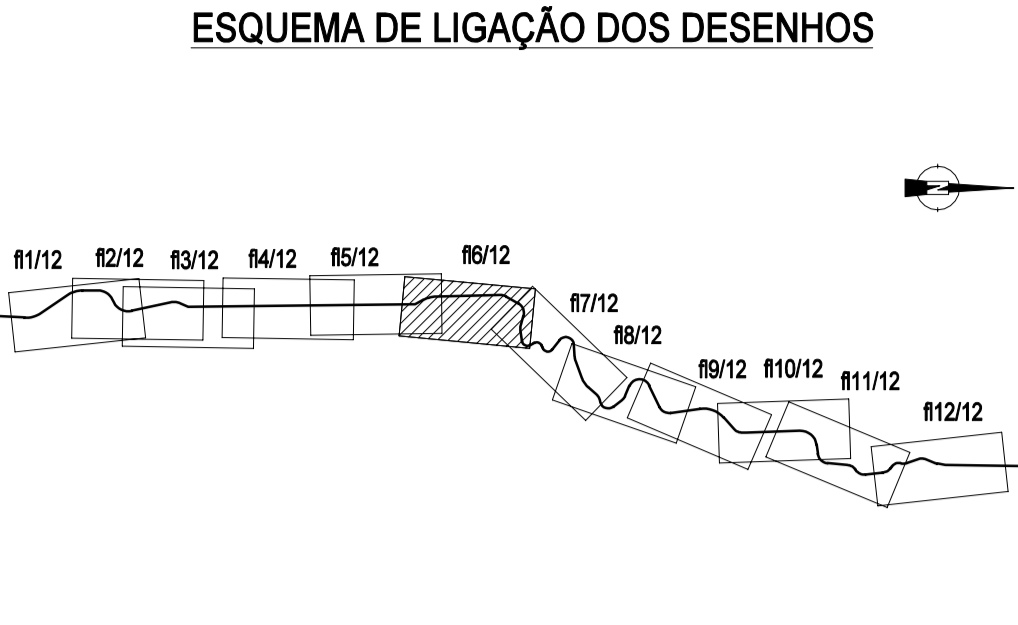 ESQUEMA DE LIGAÇÃO DOS DESENHOS
N
fl1/12
fl2/12
fl3/12
fl4/12
fl5/12
fl6/12
fl7/12
fl8/12
fl9/12
fl10/12
fl11/12
fl12/12